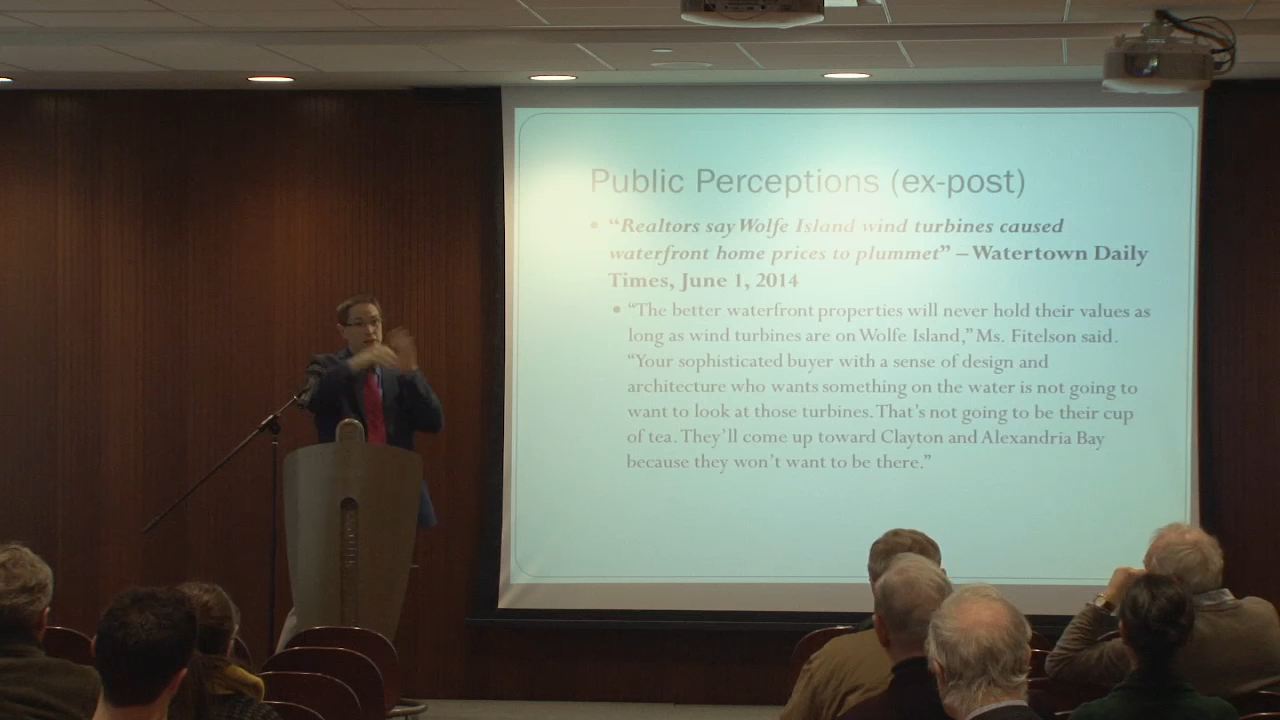 Public Perceptions (ex-post)
• “Realtors say Wolfe Island wind turbines caused
waterfront home prices to plummet” – Watertown Daily
Times, June 1, 2014
• “The better waterfront properties will never hold their values as
long as wind turbines are on Wolfe Island,” Ms. Fitelson said.
“Your sophisticated buyer with a sense of design and
architecture who wants something on the water is not going to
want to look at those turbines. That’s not going to be their cup
of tea. They’ll come up toward Clayton and Alexandria Bay
because they won’t want to be there.”